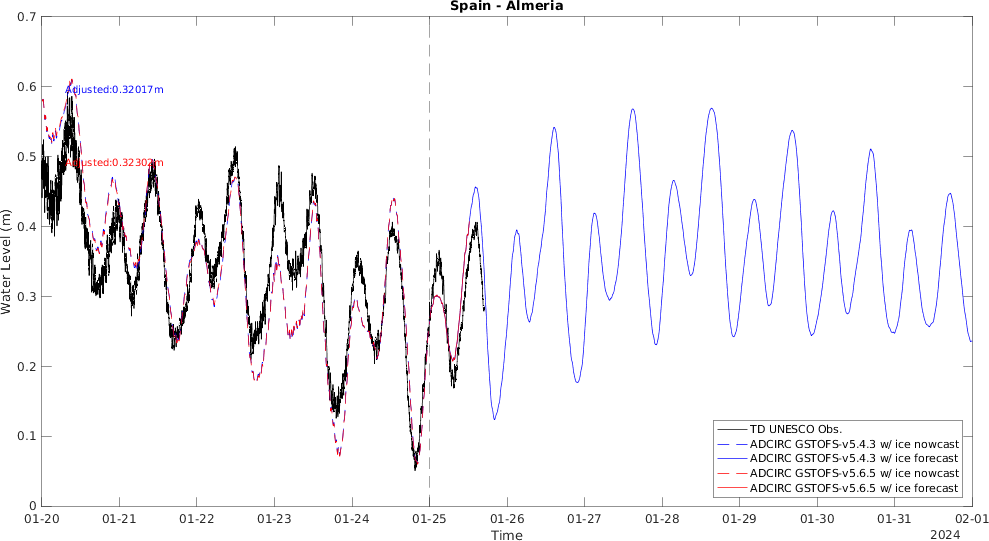 Spain - Almeria
0.7
0.6
0.5
0.4
0.3
0.2
0.1
0
Water Level (m)
Adjusted:0.32017m
Adjusted:0.32302m
TD UNESCO Obs.
ADCIRC GSTOFS-v5.4.3 w/ ice nowcast
ADCIRC GSTOFS-v5.4.3 w/ ice forecast
ADCIRC GSTOFS-v5.6.5 w/ ice nowcast
ADCIRC GSTOFS-v5.6.5 w/ ice forecast
01-20 01-21 01-22 01-23 01-24 01-25 01-26 01-27 01-28 01-29 01-30 01-31 02-01
Time
2024